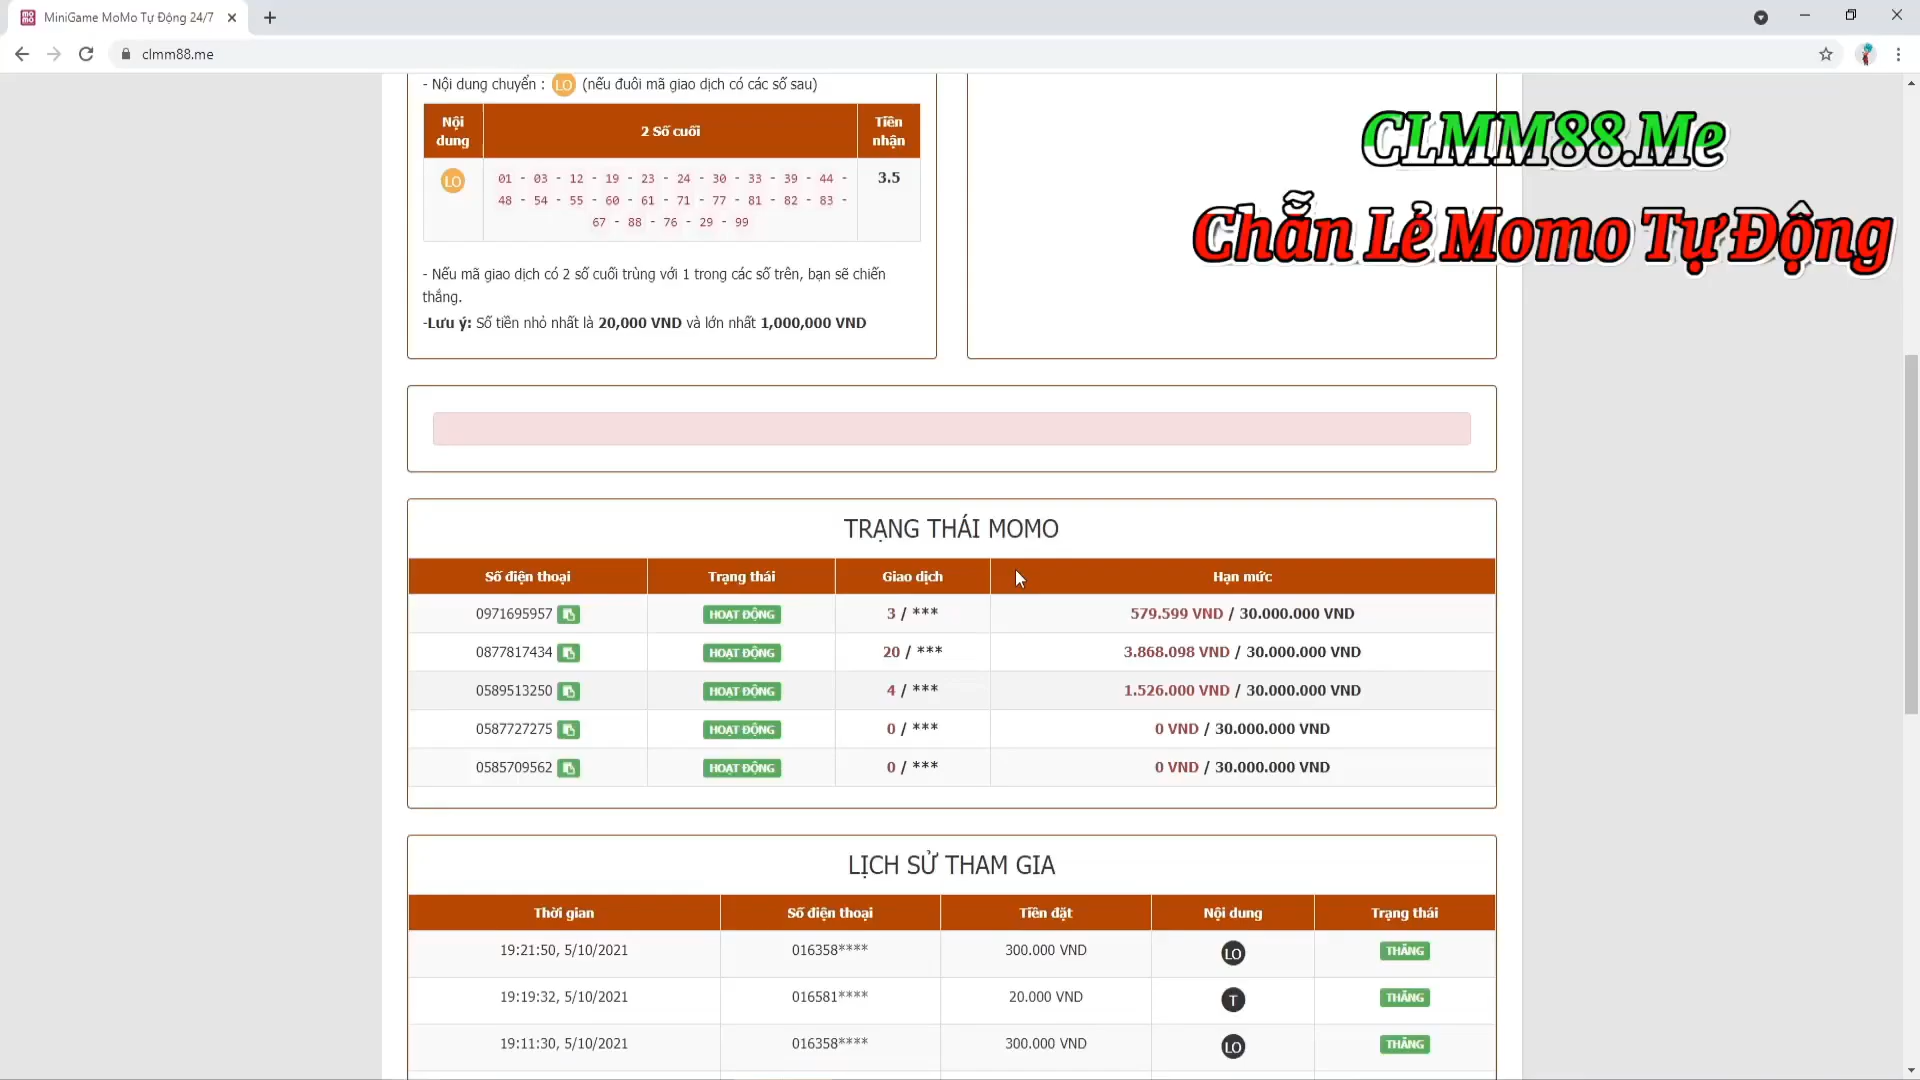 MiniGame MoMo Tự Động 24/7
clmm88.me
CLMM88.Me
Chẵn Lẻ Momo Tự Động
- Nội dung chuyển : LO (nếu đuôi mã giao dịch có các số sau)
Nội dung
2 Số cuối
Tiền nhận
LO
01 - 03 - 12 - 19 - 23 - 24 - 30 - 33 - 39 - 44 -
48 - 54 - 55 - 60 - 61 - 71 - 77 - 81 - 82 - 83 -
67 - 88 - 76 - 29 - 99
3.5
- Nếu mã giao dịch có 2 số cuối trùng với 1 trong các số trên, bạn sẽ chiến
thắng.
-Lưu ý: Số tiền nhỏ nhất là 20,000 VND và lớn nhất 1,000,000 VND
TRẠNG THÁI MOMO
Số điện thoại Trạng thái Giao dịch Hạn mức
0971695957 HOẠT ĐỘNG 3 / *** 579.599 VND / 30.000.000 VND
0877817434 HOẠT ĐỘNG 20 / *** 3.868.098 VND / 30.000.000 VND
0589513250 HOẠT ĐỘNG 4 / *** 1.526.000 VND / 30.000.000 VND
0587727275 HOẠT ĐỘNG 0 / *** 0 VND / 30.000.000 VND
0585709562 HOẠT ĐỘNG 0 / *** 0 VND / 30.000.000 VND
LỊCH SỬ THAM GIA
Thời gian Số điện thoại Tiền đặt Nội dung Trạng thái
19:21:50, 5/10/2021 016358**** 300.000 VND LO THẮNG
19:19:32, 5/10/2021 016581**** 20.000 VND T THẮNG
19:11:30, 5/10/2021 016358**** 300.000 VND LO THẮNG